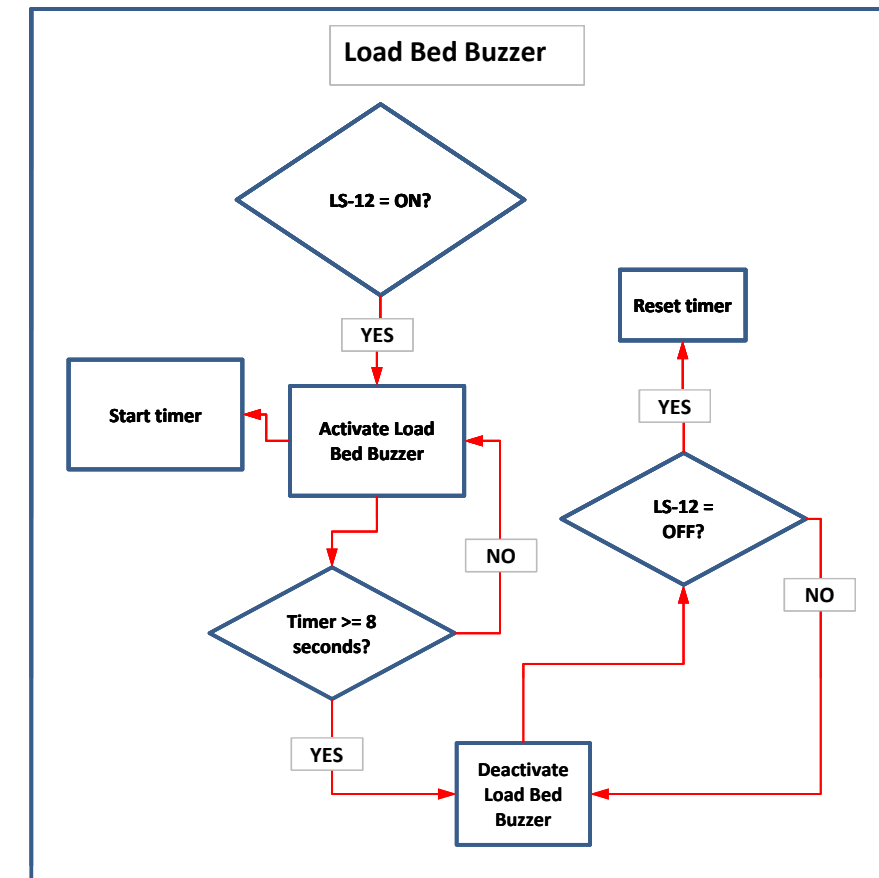 Load Bed Buzzer
LS-12 = ON?
YES
Start timer
Activate Load
Bed Buzzer
NO
Timer >= 8
seconds?
YES
Deactivate
Load Bed
Buzzer
Reset timer
YES
LS-12 =
OFF?
NO